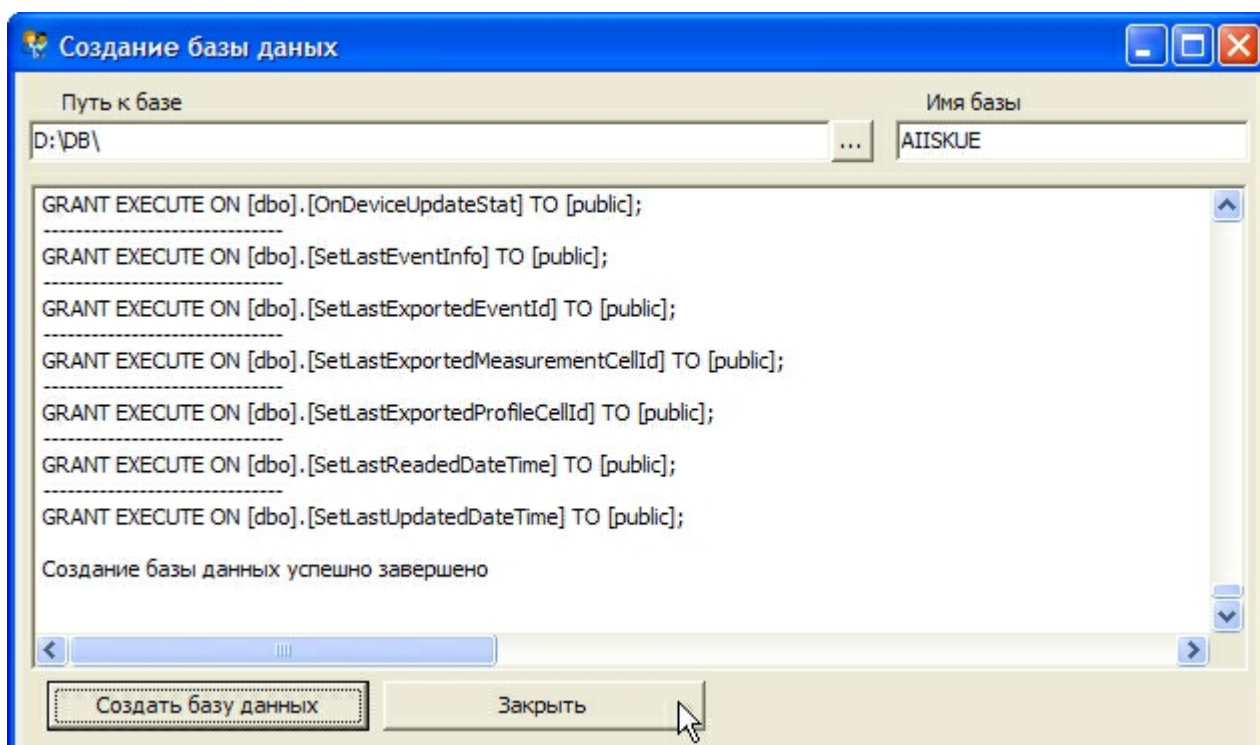 Создание базы даных
Путь к базе Имя базы
D:\DB\ ... AIISKUE
GRANT EXECUTE ON [dbo].[OnDeviceUpdateStat] TO [public];
------------------------------
GRANT EXECUTE ON [dbo].[SetLastEventInfo] TO [public];
------------------------------
GRANT EXECUTE ON [dbo].[SetLastExportedEventId] TO [public];
------------------------------
GRANT EXECUTE ON [dbo].[SetLastExportedMeasurementCellId] TO [public];
------------------------------
GRANT EXECUTE ON [dbo].[SetLastExportedProfileCellId] TO [public];
------------------------------
GRANT EXECUTE ON [dbo].[SetLastReadedDateTime] TO [public];
------------------------------
GRANT EXECUTE ON [dbo].[SetLastUpdatedDateTime] TO [public];
Создание базы данных успешно завершено
Создать базу данных Закрыть